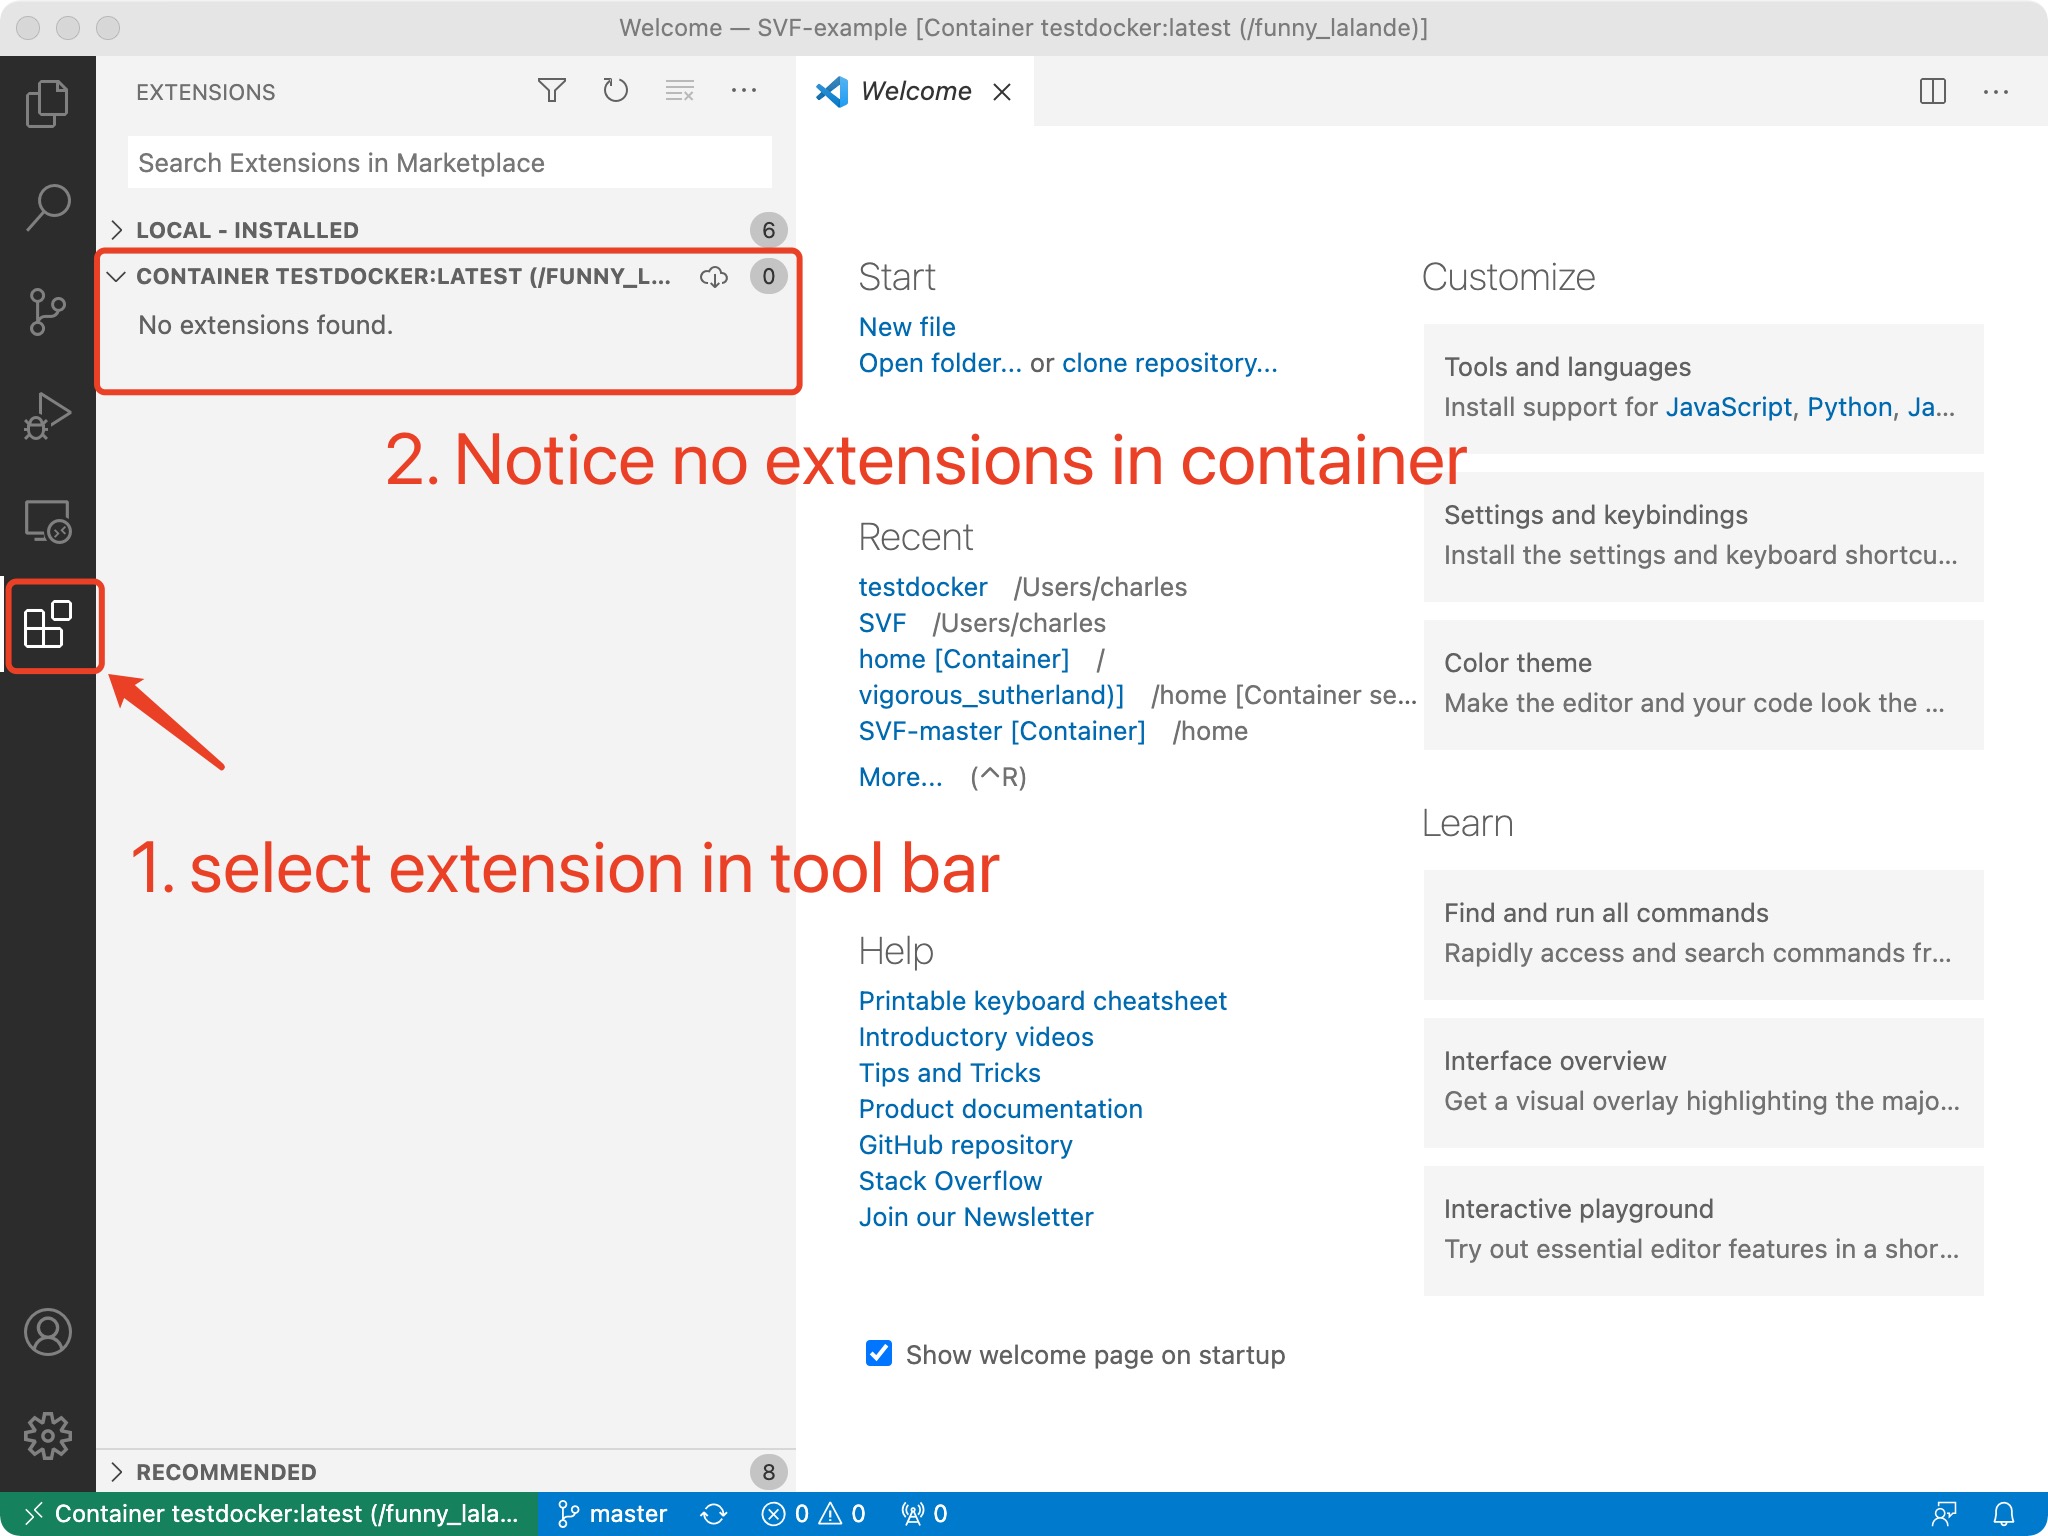 Welcome — SVF-example [Container testdocker:latest (/funny_lalande)]
EXTENSIONS
Search Extensions in Marketplace
LOCAL - INSTALLED 6
CONTAINER TESTDOCKER:LATEST (/FUNNY_L... 0
No extensions found.
1. select extension in tool bar
RECOMMENDED 8
Welcome
Start
New file
Open folder... or clone repository...
2. Notice no extensions in container
Recent
testdocker /Users/charles
SVF /Users/charles
home [Container] /
vigorous_sutherland)] /home [Container se...
SVF-master [Container] /home
More... (^R)
Help
Printable keyboard cheatsheet
Introductory videos
Tips and Tricks
Product documentation
GitHub repository
Stack Overflow
Join our Newsletter
Show welcome page on startup
Customize
Tools and languages
Install support for JavaScript, Python, Ja...
Settings and keybindings
Install the settings and keyboard shortcu...
Color theme
Make the editor and your code look the ...
Learn
Find and run all commands
Rapidly access and search commands fr...
Interface overview
Get a visual overlay highlighting the majo...
Interactive playground
Try out essential editor features in a shor...
Container testdocker:latest (/funny_lala... master 0 0 0